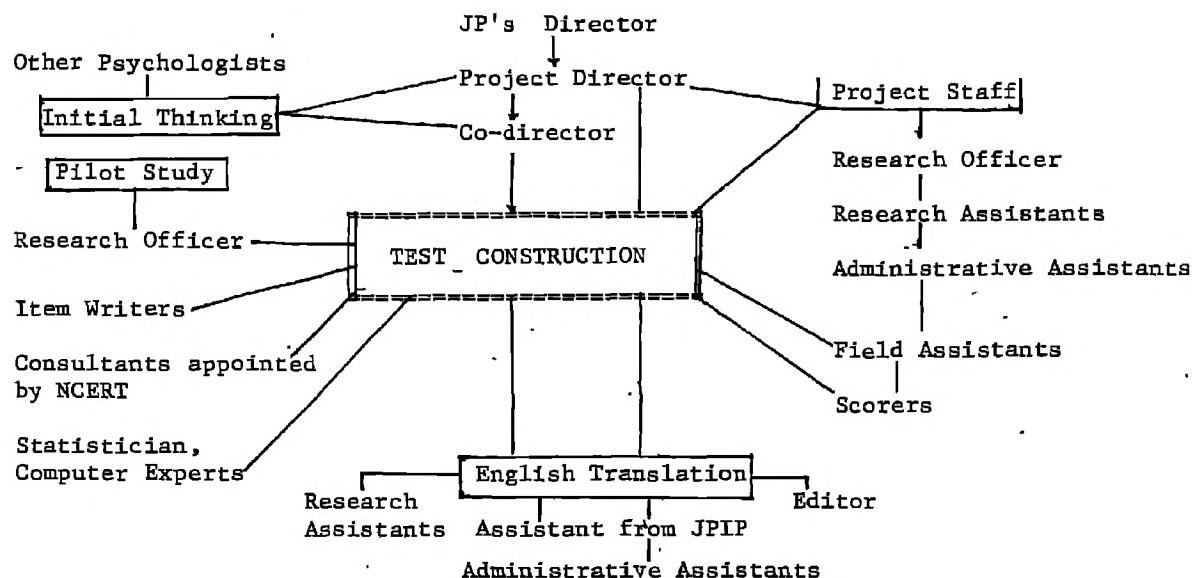 JP's Director
Other Psychologists
Project Director
Project Staff
Initial Thinking
Co-director
Pilot Study
Research Officer
Research Assistants
Research Officer
TEST CONSTRUCTION
Administrative Assistants
Item Writers
Consultants appointed
by NCERT
Field Assistants
Scorers
Statistician,
Computer Experts
English Translation
Research
Assistants
Assistant from JPIP
Editor
Administrative Assistants